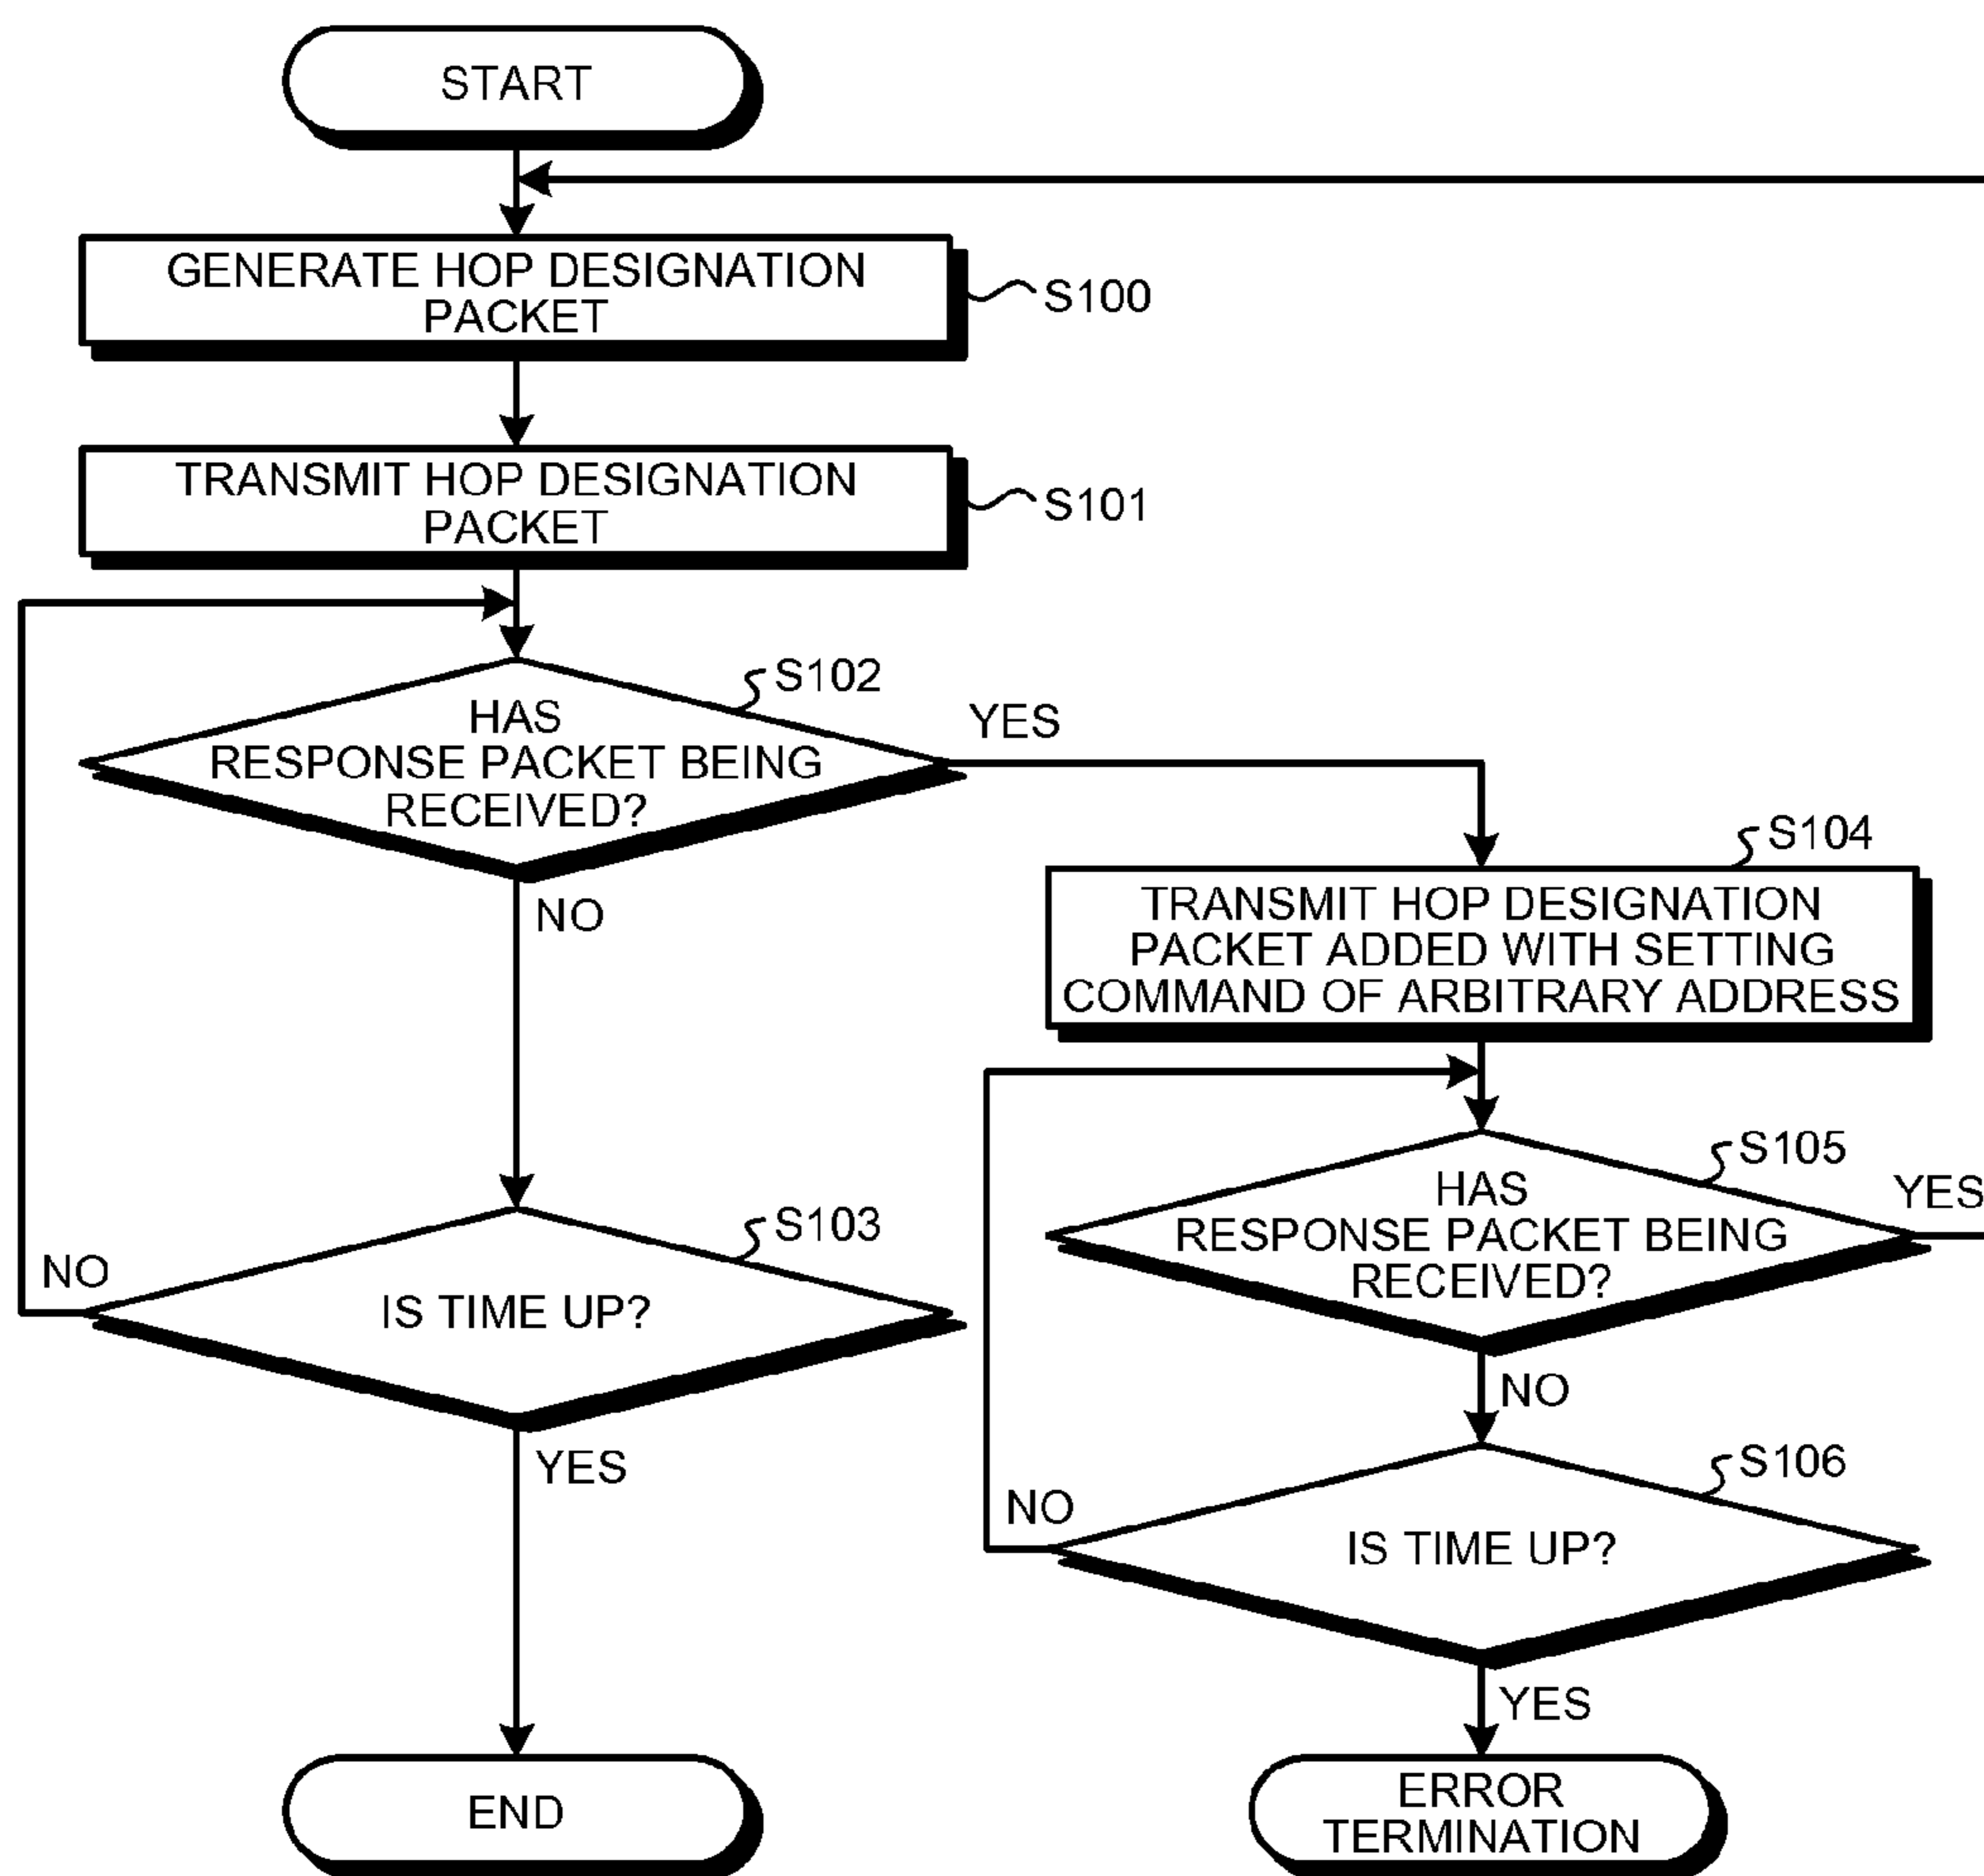 START
GENERATE HOP DESIGNATION
PACKET
S100
TRANSMIT HOP DESIGNATION
PACKET
S101
S102
HAS
RESPONSE PACKET BEING
RECEIVED?
YES
NO
S104
TRANSMIT HOP DESIGNATION
PACKET ADDED WITH SETTING
COMMAND OF ARBITRARY ADDRESS
S105
HAS
RESPONSE PACKET BEING
RECEIVED?
YES
NO
S103
IS TIME UP?
NO
YES
S106
IS TIME UP?
NO
YES
END
ERROR
TERMINATION